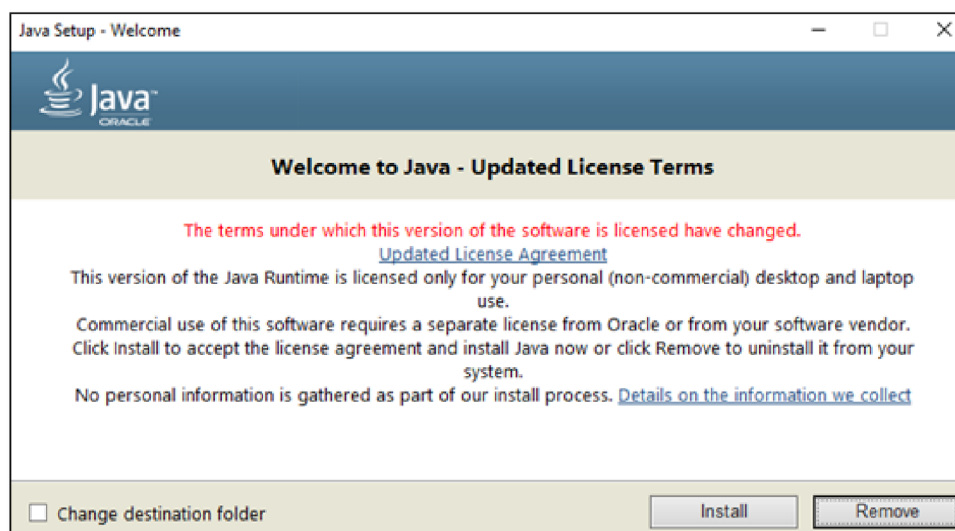 Java Setup - Welcome
Java™
ORACLE
Welcome to Java - Updated License Terms
The terms under which this version of the software is licensed have changed.
Updated License Agreement
This version of the Java Runtime is licensed only for your personal (non-commercial) desktop and laptop
use.
Commercial use of this software requires a separate license from Oracle or from your software vendor.
Click Install to accept the license agreement and install Java now or click Remove to uninstall it from your
system.
No personal information is gathered as part of our install process. Details on the information we collect
Change destination folder
Install
Remove